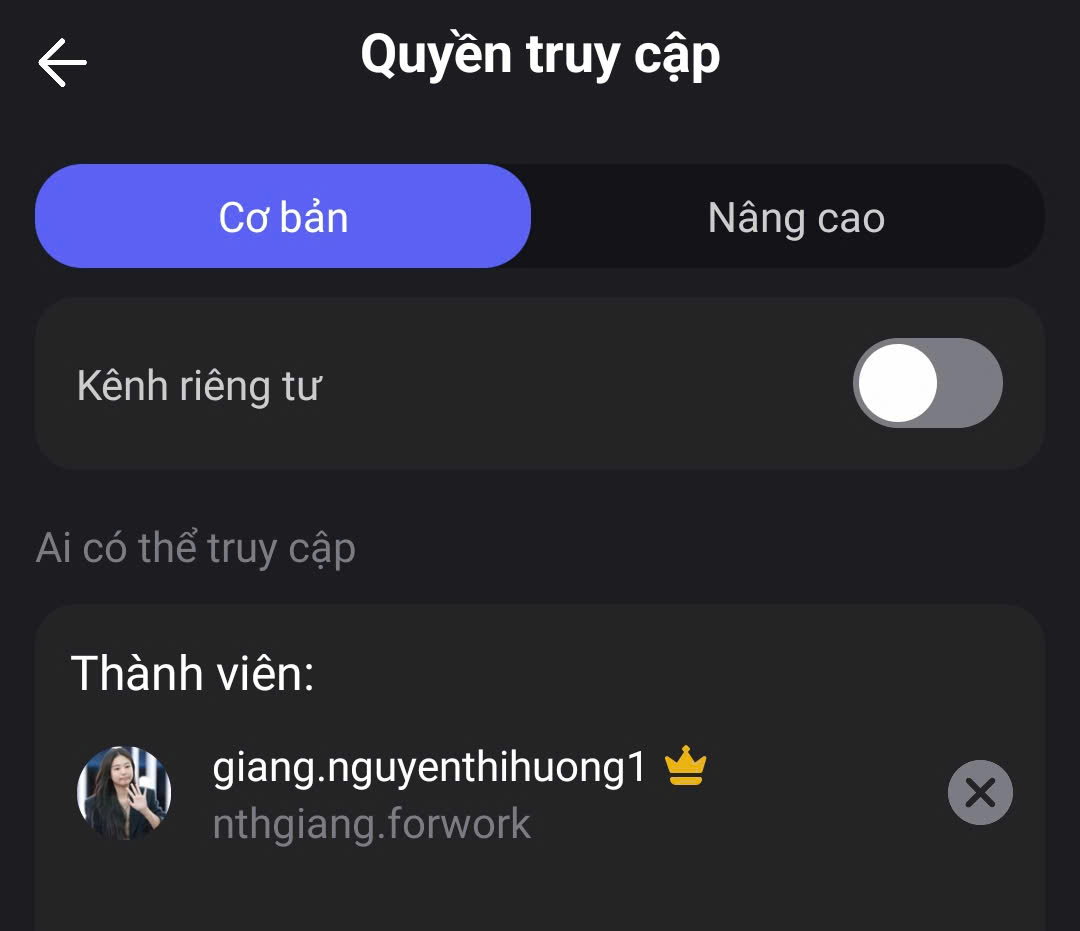 Quyền truy cập
Cơ bản
Nâng cao
Kênh riêng tư
Ai có thể truy cập
Thành viên:
giang.nguyenthihuong1
nthgiang.forwork